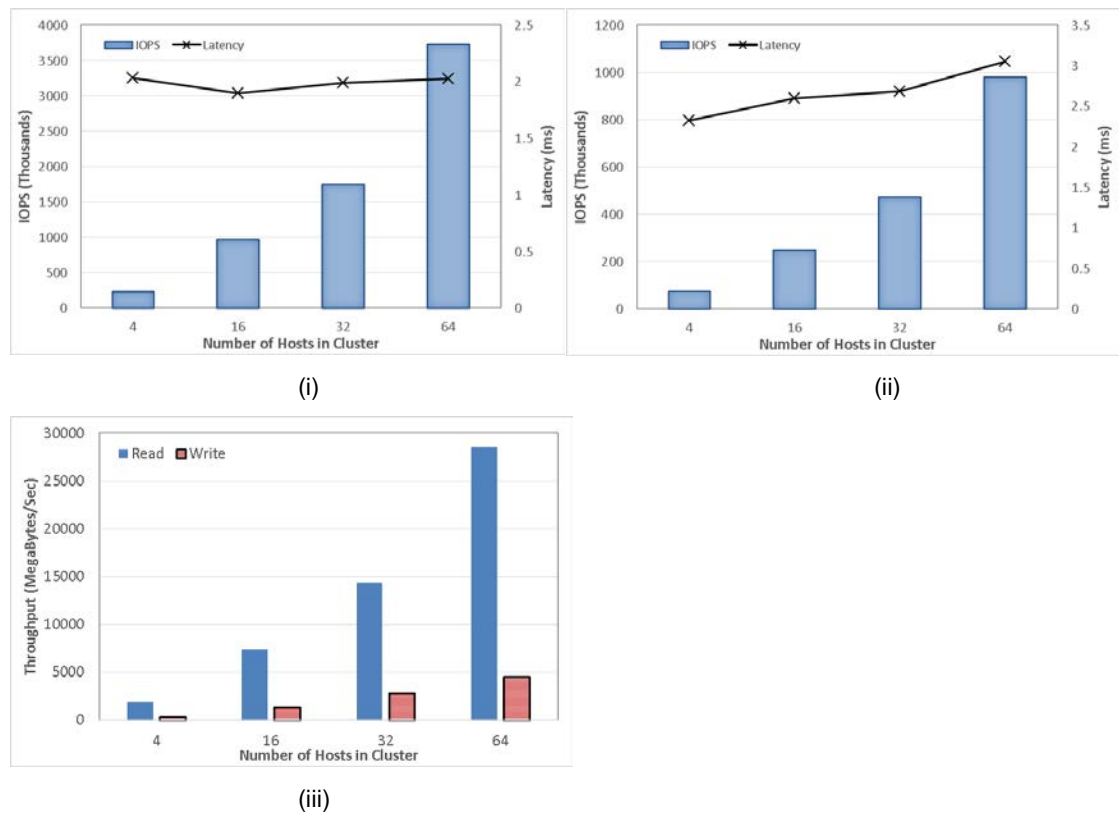 4000
3500
3000
2500
2000
1500
1000
500
0
IOPS (Thousands)
IOPS
Latency
2.5
2
1.5
1
0.5
0
Latency (ms)
4 16 32 64
Number of Hosts in Cluster
(i)
1200
1000
800
600
400
200
0
IOPS (Thousands)
IOPS
Latency
3.5
3
2.5
2
1.5
1
0.5
0
Latency (ms)
4 16 32 64
Number of Hosts in Cluster
(ii)
30000
25000
20000
15000
10000
5000
0
Throughput (MegaBytes/Sec)
Read
Write
4 16 32 64
Number of Hosts in Cluster
(iii)